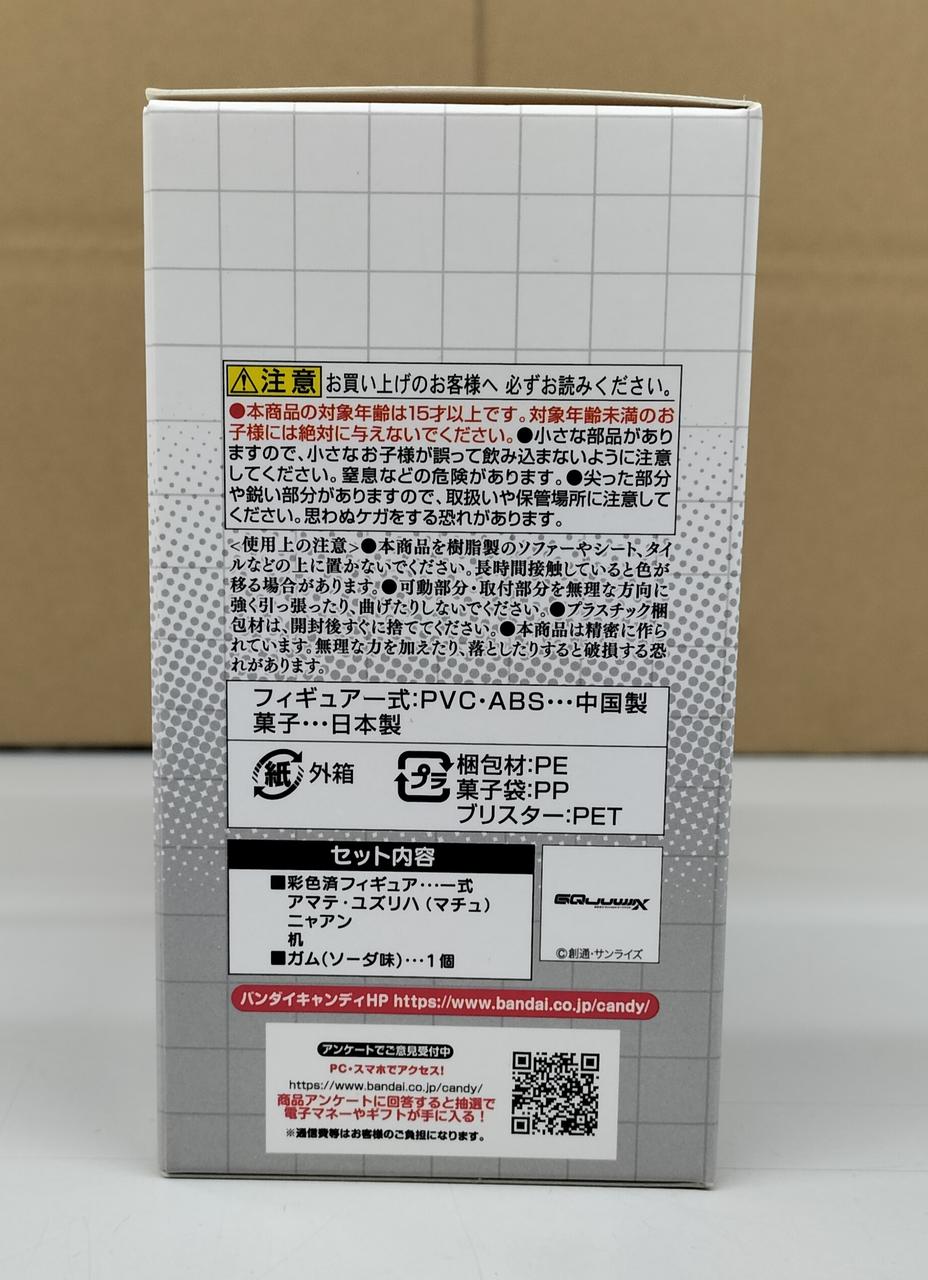 注意 お買い上げのお客様へ 必ずお読みください。
●本商品の対象年齢は15才以上です。対象年齢未満のお
子様には絶対に与えないでください。●小さな部品があり
ますので、小さなお子様が誤って飲み込まないように注意
してください。窒息などの危険があります。●尖った部分
や鋭い部分がありますので、取扱いや保管場所に注意して
ください。思わぬケガをする恐れがあります。
<使用上の注意>●本商品を樹脂製のソファーやシート、タイ
ルなどの上に置かないでください。長時間接触していると色が
移る場合があります。●可動部分・取付部分を無理な方向に
強く引っ張ったり、曲げたりしないでください。●プラスチック梱
包材は、開封後すぐに捨ててください。●本商品は精密に作ら
れています。無理な力を加えたり、落としたりすると破損する恐
れがあります。
フィギュア一式:PVC・ABS…中国製
菓子…日本製
紙 外箱
プラ 梱包材:PE
菓子袋:PP
ブリスター:PET
セット内容
■彩色済フィギュア…一式
アマテ・ユズリハ(マチュ)
ニャアン
机
■ガム(ソーダ味)…1個
GQuuuuuuX
©創通・サンライズ
バンダイキャンディHP https://www.bandai.co.jp/candy/
アンケートでご意見受付中
PC・スマホでアクセス!
https://www.bandai.co.jp/candy/
商品アンケートに回答すると抽選で
電子マネーやギフトが手に入る!
※通信費等はお客様のご負担になります。